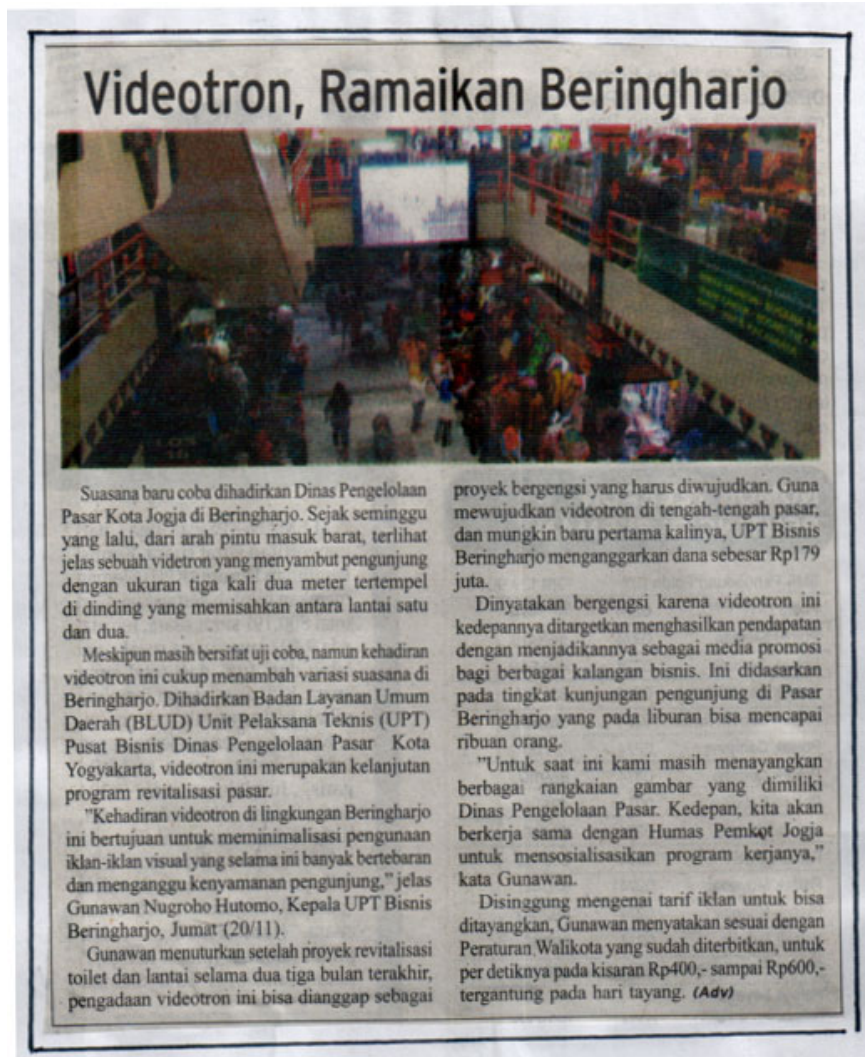 Videotron, Ramaikan Beringharjo
LOS
16
Suasana baru coba dihadirkan Dinas Pengelolaan
Pasar Kota Jogja di Beringharjo. Sejak seminggu
yang lalu, dari arah pintu masuk barat, terlihat
jelas sebuah videtron yang menyambut pengunjung
dengan ukuran tiga kali dua meter tertempel
di dinding yang memisahkan antara lantai satu
dan dua.
Meskipun masih bersifat uji coba, namun kehadiran
videotron ini cukup menambah variasi suasana di
Beringharjo. Dihadirkan Badan Layanan Umum
Daerah (BLUD) Unit Pelaksana Teknis (UPT)
Pusat Bisnis Dinas Pengelolaan Pasar Kota
Yogyakarta, videotron ini merupakan kelanjutan
program revitalisasi pasar.
"Kehadiran videotron di lingkungan Beringharjo
ini bertujuan untuk meminimalisasi pengunaan
iklan-iklan visual yang selama ini banyak bertebaran
dan menganggu kenyamanan pengunjung," jelas
Gunawan Nugroho Hutomo, Kepala UPT Bisnis
Beringharjo, Jumat (20/11).
Gunawan menuturkan setelah proyek revitalisasi
toilet dan lantai selama dua tiga bulan terakhir,
pengadaan videotron ini bisa dianggap sebagai
proyek bergengsi yang harus diwujudkan. Guna
mewujudkan videotron di tengah-tengah pasar,
dan mungkin baru pertama kalinya, UPT Bisnis
Beringharjo menganggarkan dana sebesar Rp179
juta.
Dinyatakan bergengsi karena videotron ini
kedepannya ditargetkan menghasilkan pendapatan
dengan menjadikannya sebagai media promosi
bagi berbagai kalangan bisnis. Ini didasarkan
pada tingkat kunjungan pengunjung di Pasar
Beringharjo yang pada liburan bisa mencapai
ribuan orang.
"Untuk saat ini kami masih menayangkan
berbagai rangkaian gambar yang dimiliki
Dinas Pengelolaan Pasar. Kedepan, kita akan
berkerja sama dengan Humas Pemkot Jogja
untuk mensosialisasikan program kerjanya,"
kata Gunawan.
Disinggung mengenai tarif iklan untuk bisa
ditayangkan, Gunawan menyatakan sesuai dengan
Peraturan Walikota yang sudah diterbitkan, untuk
per detiknya pada kisaran Rp400,- sampai Rp600,-
tergantung pada hari tayang. (Adv)